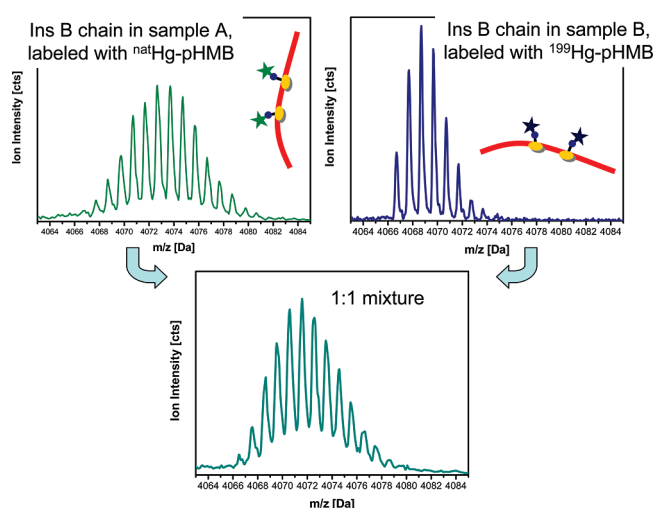 Ins B chain in sample A,
labeled with natHg-pHMB
Ion Intensity [cts]
4064 4066 4068 4070 4072 4074 4076 4078 4080 4082 4084
m/z [Da]
Ins B chain in sample B,
labeled with 199Hg-pHMB
Ion Intensity [cts]
4064 4066 4068 4070 4072 4074 4076 4078 4080 4082 4084
m/z [Da]
1:1 mixture
Ion Intensity [cts]
4064 4066 4068 4070 4072 4074 4076 4078 4080 4082 4084
m/z [Da]